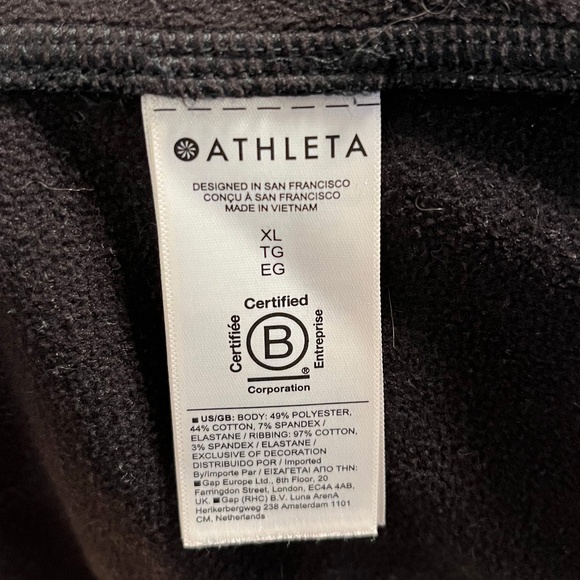 ATHLETA
DESIGNED IN SAN FRANCISCO
CONÇU À SAN FRANCISCO
MADE IN VIETNAM
XL
TG
EG
Certified
Certifiée
B
Entreprise
®
Corporation
US/GB: BODY: 49% POLYESTER,
44% COTTON, 7% SPANDEX /
ELASTANE / RIBBING: 97% COTTON,
3% SPANDEX / ELASTANE /
EXCLUSIVE OF DECORATION
DISTRIBUIDO POR / Imported
By/Importe Par / ΕΙΣΑΓΕΤΑΙ ΑΠΟ ΤΗΝ:
Gap Europe Ltd., 8th Floor, 20
Farringdon Street, London, EC4A 4AB,
UK. Gap (RHC) B.V. Luna ArenA
Herikerbergweg 238 Amsterdam 1101
CM, Netherlands